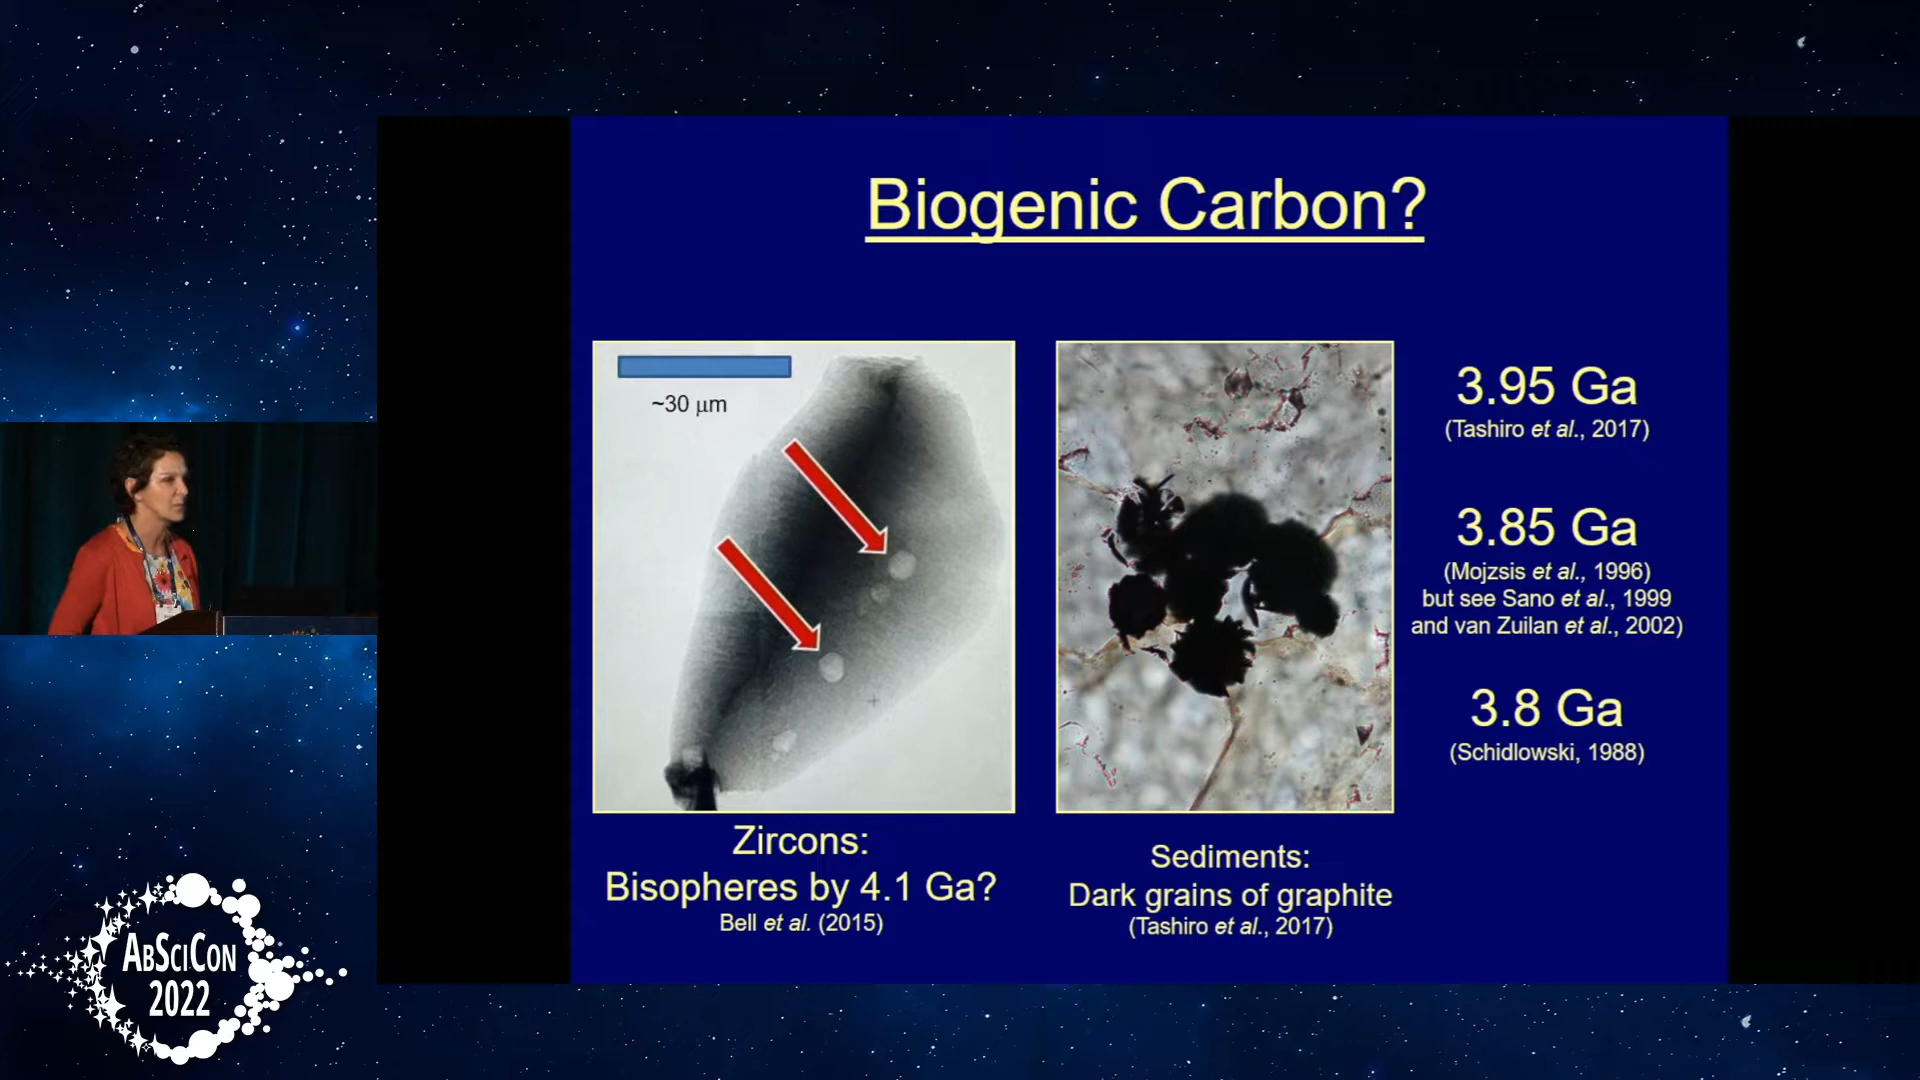 Biogenic Carbon?
~30 μm
Zircons:
Bisopheres by 4.1 Ga?
Bell et al. (2015)
Sediments:
Dark grains of graphite
(Tashiro et al., 2017)
3.95 Ga
(Tashiro et al., 2017)
3.85 Ga
(Mojzsis et al., 1996)
but see Sano et al., 1999
and van Zuilan et al., 2002)
3.8 Ga
(Schidlowski, 1988)
ABSCICON
2022